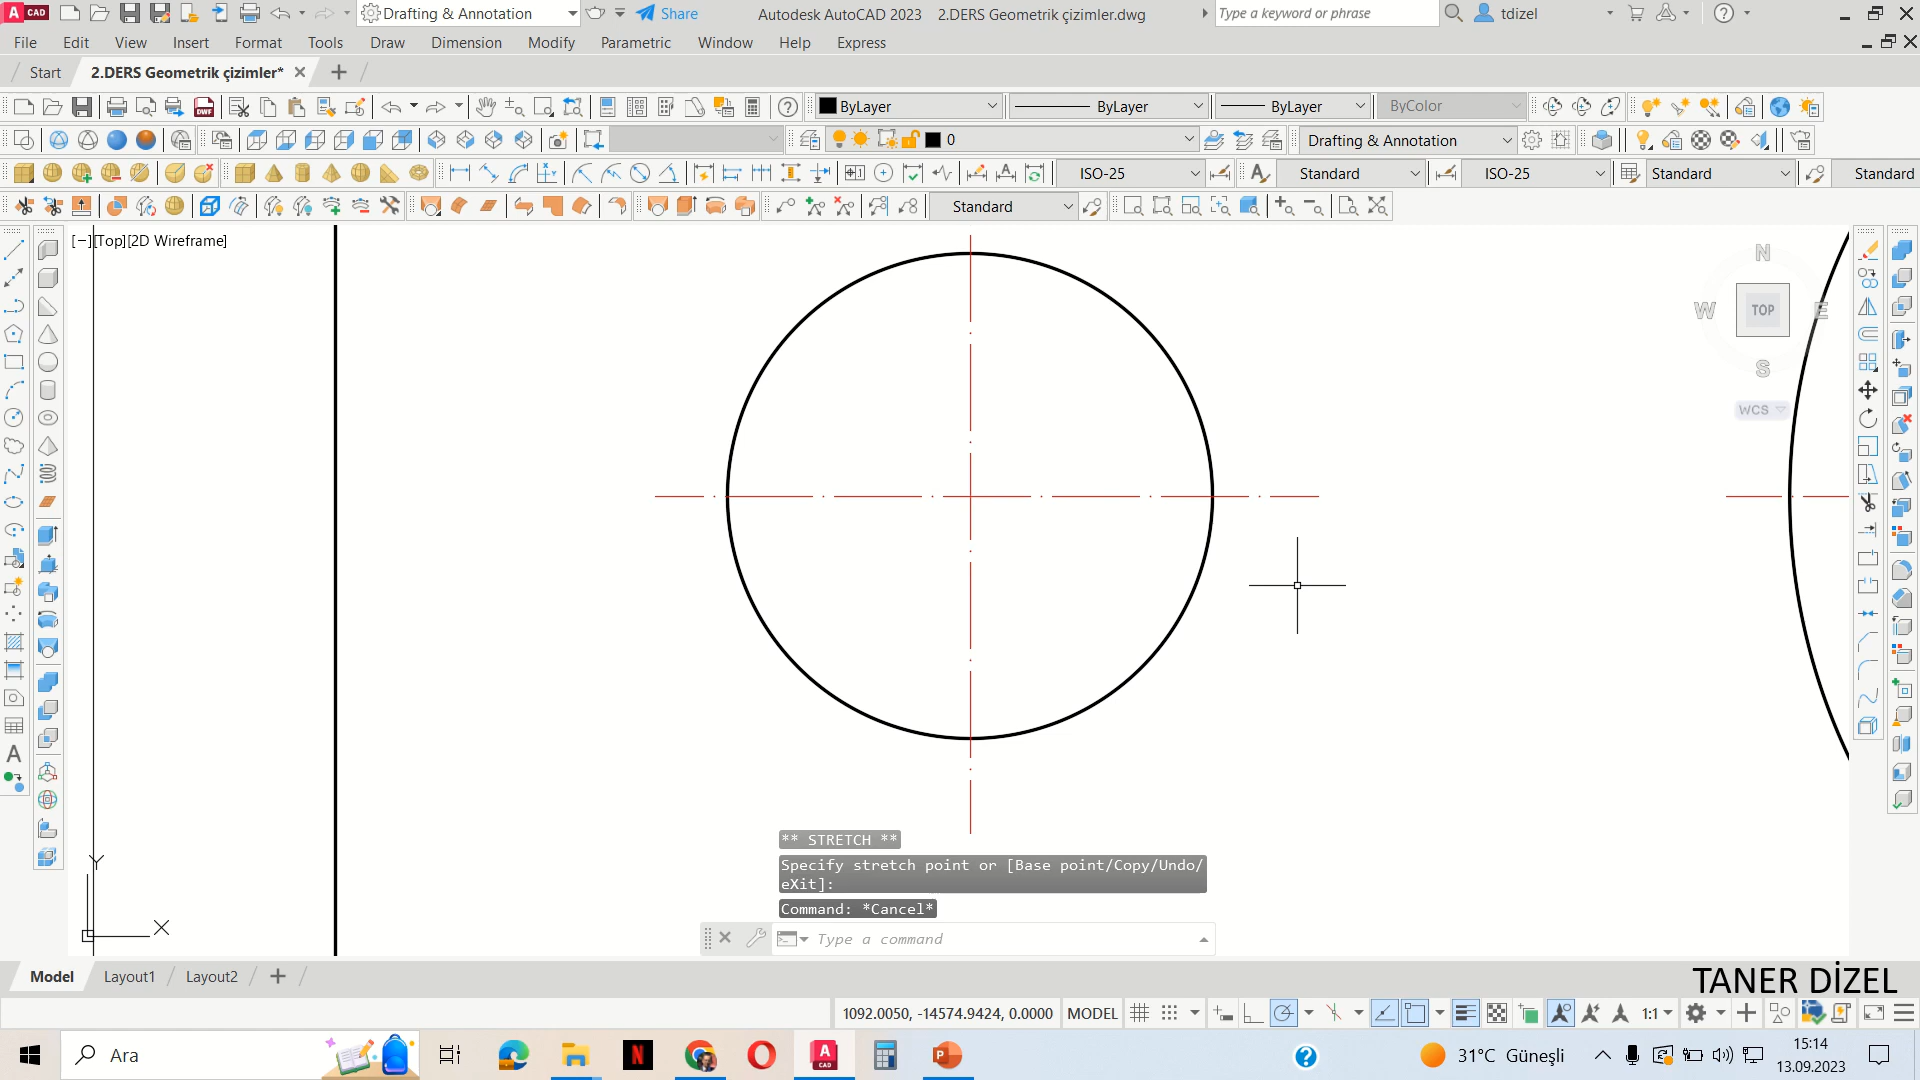 A CAD Drafting & Annotation Share Autodesk AutoCAD 2023 2.DERS Geometrik çizimler.dwg Type a keyword or phrase tdizel
File Edit View Insert Format Tools Draw Dimension Modify Parametric Window Help Express
Start 2.DERS Geometrik çizimler*
ByLayer ByLayer ByLayer ByColor
0 Drafting & Annotation
ISO-25 Standard ISO-25 Standard Standard
Standard
[−][Top][2D Wireframe]
N
W TOP E
S
WCS
Y
X
** STRETCH **
Specify stretch point or [Base point/Copy/Undo/
eXit]:
Command: *Cancel*
Type a command
Model Layout1 Layout2
TANER DİZEL
1092.0050, -14574.9424, 0.0000 MODEL 1:1
Ara 31°C Güneşli 15:14
13.09.2023